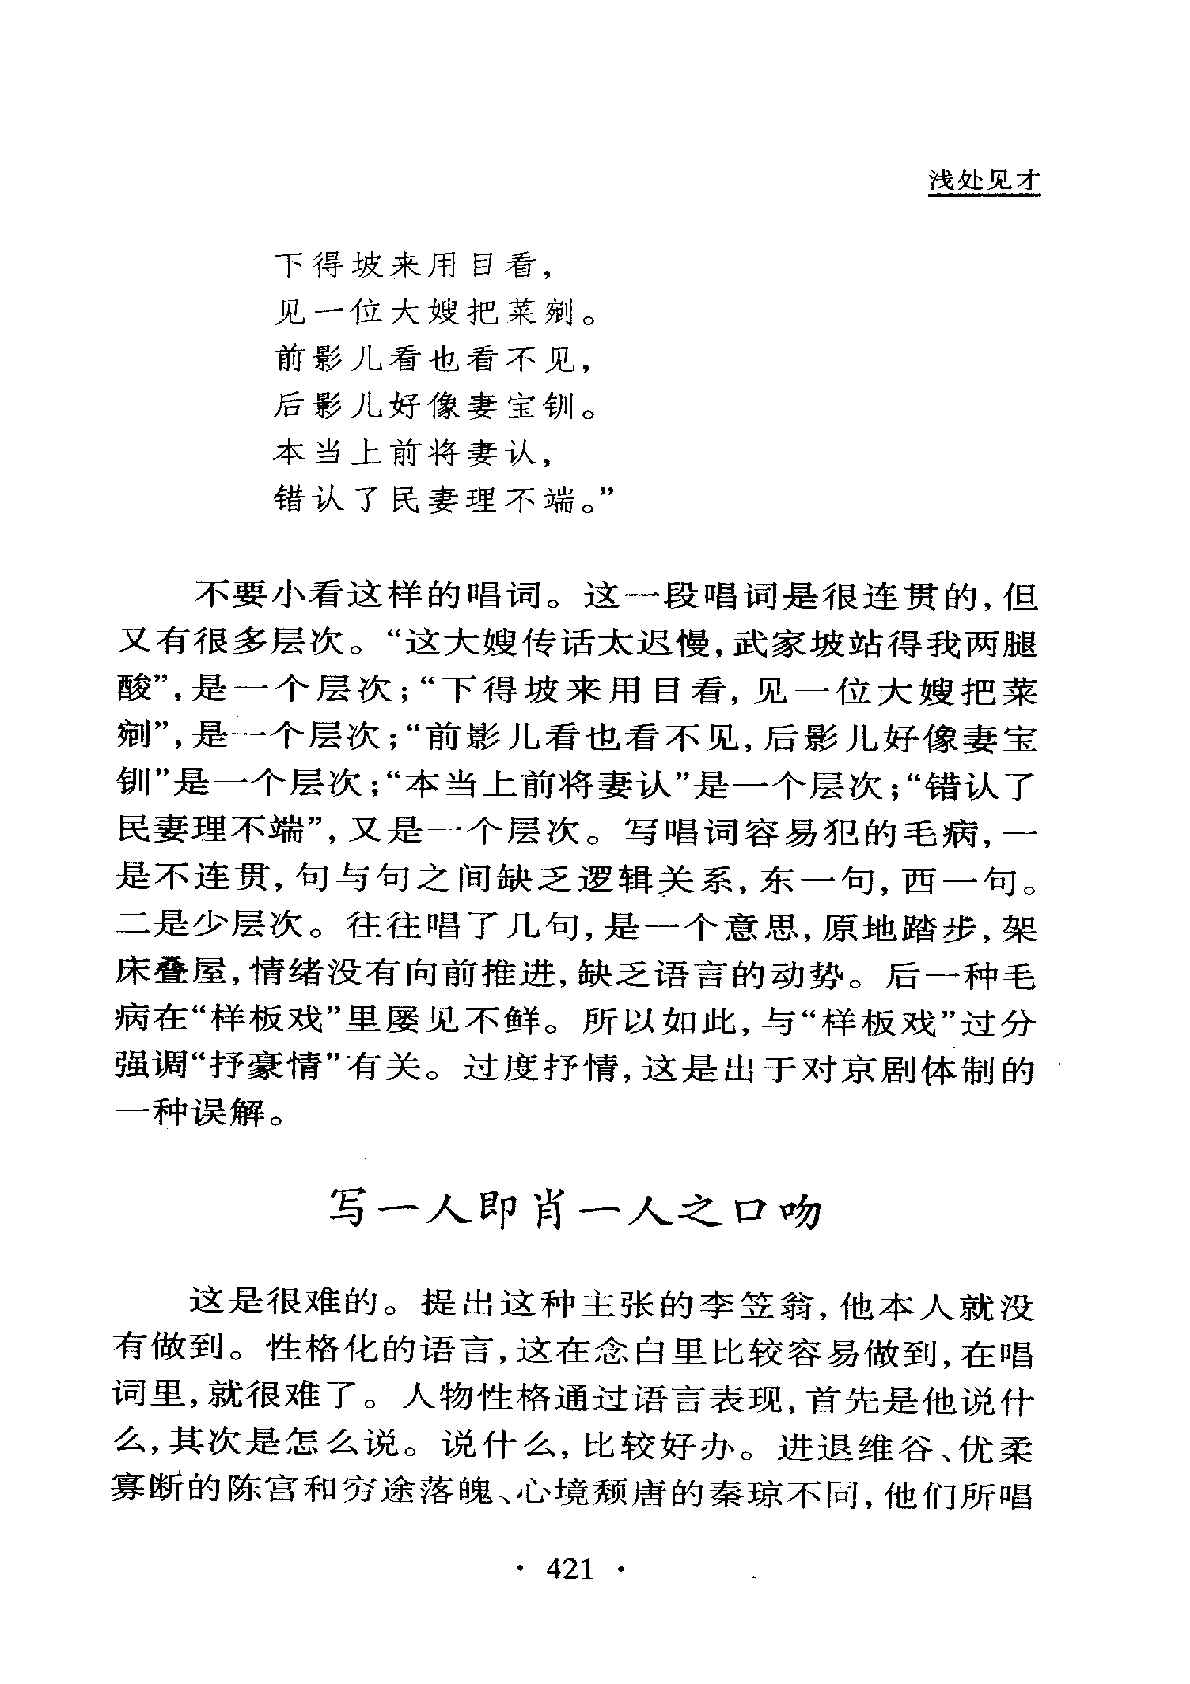 浅处见才
下得坡来用目看，
见一位大嫂把菜剜。
前影儿看也看不见，
后影儿好像妻宝钏。
本当上前将妻认，
错认了民妻理不端。”
不要小看这样的唱词。这一段唱词是很连贯的，但
又有很多层次。“这大嫂传话太迟慢，武家坡站得我两腿
酸”，是一个层次；“下得坡来用目看，见一位大嫂把菜
剜”，是一个层次；“前影儿看也看不见，后影儿好像妻宝
钏”是一个层次；“本当上前将妻认”是一个层次；“错认了
民妻理不端”，又是一个层次。写唱词容易犯的毛病，一
是不连贯，句与句之间缺乏逻辑关系，东一句，西一句。
二是少层次。往往唱了几句，是一个意思，原地踏步，架
床叠屋，情绪没有向前推进，缺乏语言的动势。后一种毛
病在“样板戏”里屡见不鲜。所以如此，与“样板戏”过分
强调“抒豪情”有关。过度抒情，这是出于对京剧体制的
一种误解。
写一人即肖一人之口吻
这是很难的。提出这种主张的李笠翁，他本人就没
有做到。性格化的语言，这在念白里比较容易做到，在唱
词里，就很难了。人物性格通过语言表现，首先是他说什
么，其次是怎么说。说什么，比较好办。进退维谷、优柔
寡断的陈宫和穷途落魄、心境颓唐的秦琼不同，他们所唱
· 421 ·